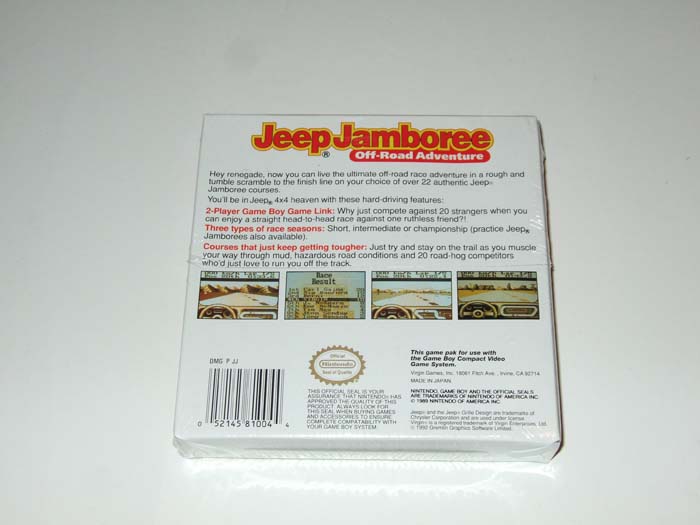 Jeep® Jamboree
Off-Road Adventure
Hey renegade, now you can live the ultimate off-road race adventure in a rough and
tumble scramble to the finish line on your choice of over 22 authentic Jeep®
Jamboree courses.
You'll be in Jeep® 4x4 heaven with these hard-driving features:
2-Player Game Boy Game Link: Why just compete against 20 strangers when you
can enjoy a straight head-to-head race against one ruthless friend?!
Three types of race seasons: Short, intermediate or championship (practice Jeep®
Jamborees also available).
Courses that just keep getting tougher: Just try and stay on the trail as you muscle
your way through mud, hazardous road conditions and 20 road-hog competitors
who'd just love to run you off the track.
Race
Result
DMG P JJ
Official
Nintendo
Seal of Quality
THIS OFFICIAL SEAL IS YOUR
ASSURANCE THAT NINTENDO® HAS
APPROVED THE QUALITY OF THIS
PRODUCT. ALWAYS LOOK FOR
THIS SEAL WHEN BUYING GAMES
AND ACCESSORIES TO ENSURE
COMPLETE COMPATABILITY WITH
YOUR GAME BOY SYSTEM.
0 52145 81004 4
This game pak for use with
the Game Boy Compact Video
Game System.
Virgin Games, Inc. 18061 Fitch Ave., Irvine, CA 92714
MADE IN JAPAN
NINTENDO, GAME BOY AND THE OFFICIAL SEALS
ARE TRADEMARKS OF NINTENDO OF AMERICA INC.
© 1989 NINTENDO OF AMERICA INC.
Jeep® and the Jeep® Grille Design are trademarks of
Chrysler Corporation and are used under license.
Virgin® is a registered trademark of Virgin Enterprises, Ltd.
© 1992 Gremlin Graphics Software Limited.